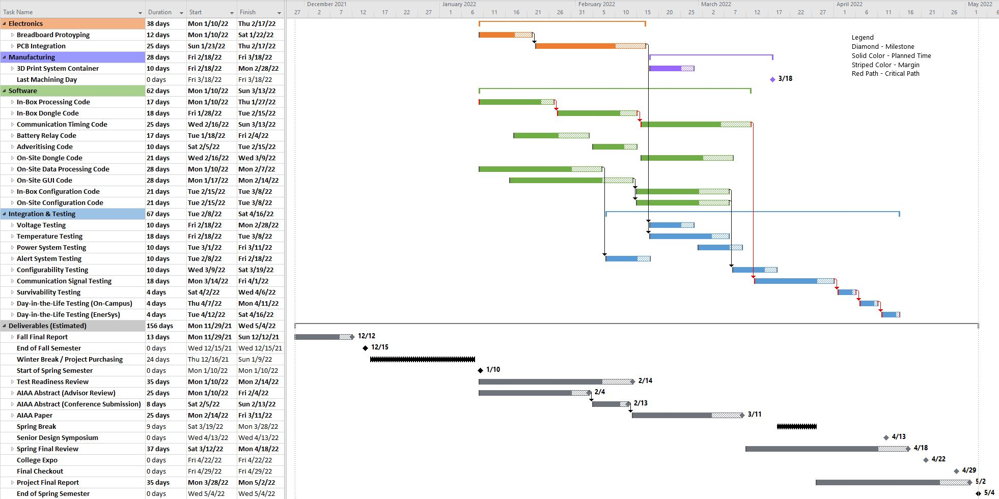 December 2021 January 2022 February 2022 March 2022 April 2022 May 2022
Task Name Duration Start Finish 27 2 7 12 17 22 27 1 6 11 16 21 26 31 5 10 15 20 25 2 7 12 17 22 27 1 6 11 16 21 26 1 6
Electronics 38 days Mon 1/10/22 Thu 2/17/22
Breadboard Protoyping 12 days Mon 1/10/22 Sat 1/22/22
Legend
PCB Integration 25 days Sun 1/23/22 Thu 2/17/22
Diamond - Milestone
Manufacturing 28 days Fri 2/18/22 Fri 3/18/22
Solid Color - Planned Time
3D Print System Container 10 days Fri 2/18/22 Mon 2/28/22
Striped Color - Margin
Red Path - Critical Path
Last Machining Day 0 days Fri 3/18/22 Fri 3/18/22 3/18
Software 62 days Mon 1/10/22 Sun 3/13/22
In-Box Processing Code 17 days Mon 1/10/22 Thu 1/27/22
In-Box Dongle Code 18 days Fri 1/28/22 Tue 2/15/22
Communication Timing Code 25 days Wed 2/16/22 Sun 3/13/22
Battery Relay Code 17 days Tue 1/18/22 Fri 2/4/22
Adveritising Code 10 days Sat 2/5/22 Tue 2/15/22
On-Site Dongle Code 21 days Wed 2/16/22 Wed 3/9/22
On-Site Data Processing Code 28 days Mon 1/10/22 Mon 2/7/22
On-Site GUI Code 28 days Mon 1/17/22 Mon 2/14/22
In-Box Configuration Code 21 days Tue 2/15/22 Tue 3/8/22
On-Site Configuration Code 21 days Tue 2/15/22 Tue 3/8/22
Integration & Testing 67 days Tue 2/8/22 Sat 4/16/22
Voltage Testing 10 days Fri 2/18/22 Mon 2/28/22
Temperature Testing 18 days Fri 2/18/22 Tue 3/8/22
Power System Testing 10 days Tue 3/1/22 Fri 3/11/22
Alert System Testing 10 days Tue 2/8/22 Fri 2/18/22
Configurability Testing 10 days Wed 3/9/22 Sat 3/19/22
Communication Signal Testing 18 days Mon 3/14/22 Fri 4/1/22
Survivability Testing 4 days Sat 4/2/22 Wed 4/6/22
Day-in-the-Life Testing (On-Campus) 4 days Thu 4/7/22 Mon 4/11/22
Day-in-the-Life Testing (EnerSys) 4 days Tue 4/12/22 Sat 4/16/22
Deliverables (Estimated) 156 days Mon 11/29/21 Wed 5/4/22
Fall Final Report 13 days Mon 11/29/21 Sun 12/12/21 12/12
End of Fall Semester 0 days Wed 12/15/21 Wed 12/15/21 12/15
Winter Break / Project Purchasing 24 days Thu 12/16/21 Sun 1/9/22
Start of Spring Semester 0 days Mon 1/10/22 Mon 1/10/22 1/10
Test Readiness Review 35 days Mon 1/10/22 Mon 2/14/22 2/14
AIAA Abstract (Advisor Review) 25 days Mon 1/10/22 Fri 2/4/22 2/4
AIAA Abstract (Conference Submission) 8 days Sat 2/5/22 Sun 2/13/22 2/13
AIAA Paper 25 days Mon 2/14/22 Fri 3/11/22 3/11
Spring Break 9 days Sat 3/19/22 Mon 3/28/22
Senior Design Symposium 0 days Wed 4/13/22 Wed 4/13/22 4/13
Spring Final Review 37 days Sat 3/12/22 Mon 4/18/22 4/18
College Expo 0 days Fri 4/22/22 Fri 4/22/22 4/22
Final Checkout 0 days Fri 4/29/22 Fri 4/29/22 4/29
Project Final Report 35 days Mon 3/28/22 Mon 5/2/22 5/2
End of Spring Semester 0 days Wed 5/4/22 Wed 5/4/22 5/4